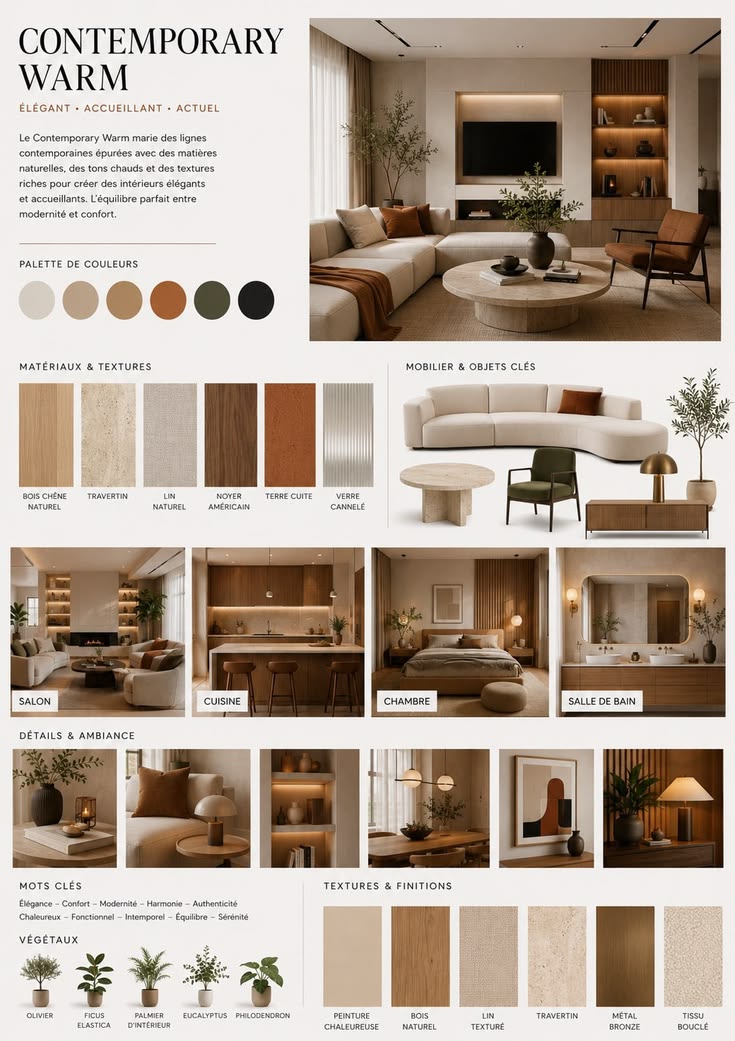 CONTEMPORARY
WARM
ÉLÉGANT • ACCUEILLANT • ACTUEL
Le Contemporary Warm marie des lignes
contemporaines épurées avec des matières
naturelles, des tons chauds et des textures
riches pour créer des intérieurs élégants
et accueillants. L'équilibre parfait entre
modernité et confort.
PALETTE DE COULEURS
MATÉRIAUX & TEXTURES
BOIS CHÊNE
NATUREL
TRAVERTIN
LIN
NATUREL
NOYER
AMÉRICAIN
TERRE CUITE
VERRE
CANNELÉ
MOBILIER & OBJETS CLÉS
SALON
CUISINE
CHAMBRE
SALLE DE BAIN
DÉTAILS & AMBIANCE
MOTS CLÉS
Élégance – Confort – Modernité – Harmonie – Authenticité
Chaleureux – Fonctionnel – Intemporel – Équilibre – Sérénité
VÉGÉTAUX
OLIVIER
FICUS
ELASTICA
PALMIER
D'INTÉRIEUR
EUCALYPTUS
PHILODENDRON
TEXTURES & FINITIONS
PEINTURE
CHALEUREUSE
BOIS
NATUREL
LIN
TEXTURÉ
TRAVERTIN
MÉTAL
BRONZE
TISSU
BOUCLÉ